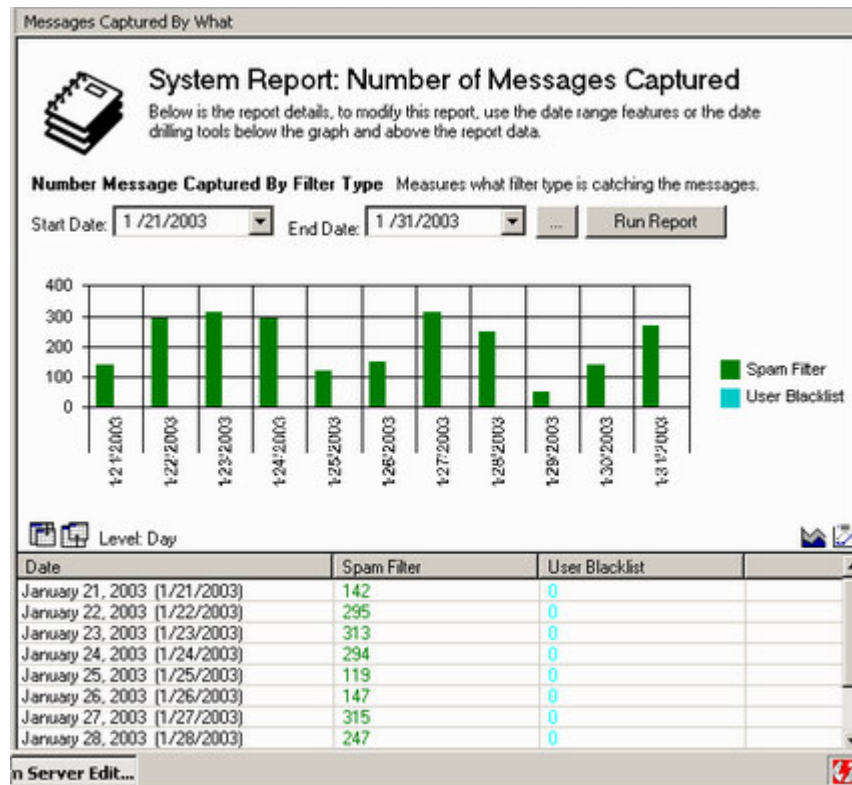 Messages Captured By What
System Report: Number of Messages Captured
Below is the report details, to modify this report, use the date range features or the date
drilling tools below the graph and above the report data.
Number Message Captured By Filter Type Measures what filter type is catching the messages.
Start Date: 1 /21/2003 End Date: 1 /31/2003 ... Run Report
400
300
200
100
0
Spam Filter
User Blacklist
1/21/2003
1/22/2003
1/23/2003
1/24/2003
1/25/2003
1/26/2003
1/27/2003
1/28/2003
1/29/2003
1/30/2003
1/31/2003
Level: Day
Date Spam Filter User Blacklist
January 21, 2003 (1/21/2003) 142 0
January 22, 2003 (1/22/2003) 295 0
January 23, 2003 (1/23/2003) 313 0
January 24, 2003 (1/24/2003) 294 0
January 25, 2003 (1/25/2003) 119 0
January 26, 2003 (1/26/2003) 147 0
January 27, 2003 (1/27/2003) 315 0
January 28, 2003 (1/28/2003) 247 0
n Server Edit...